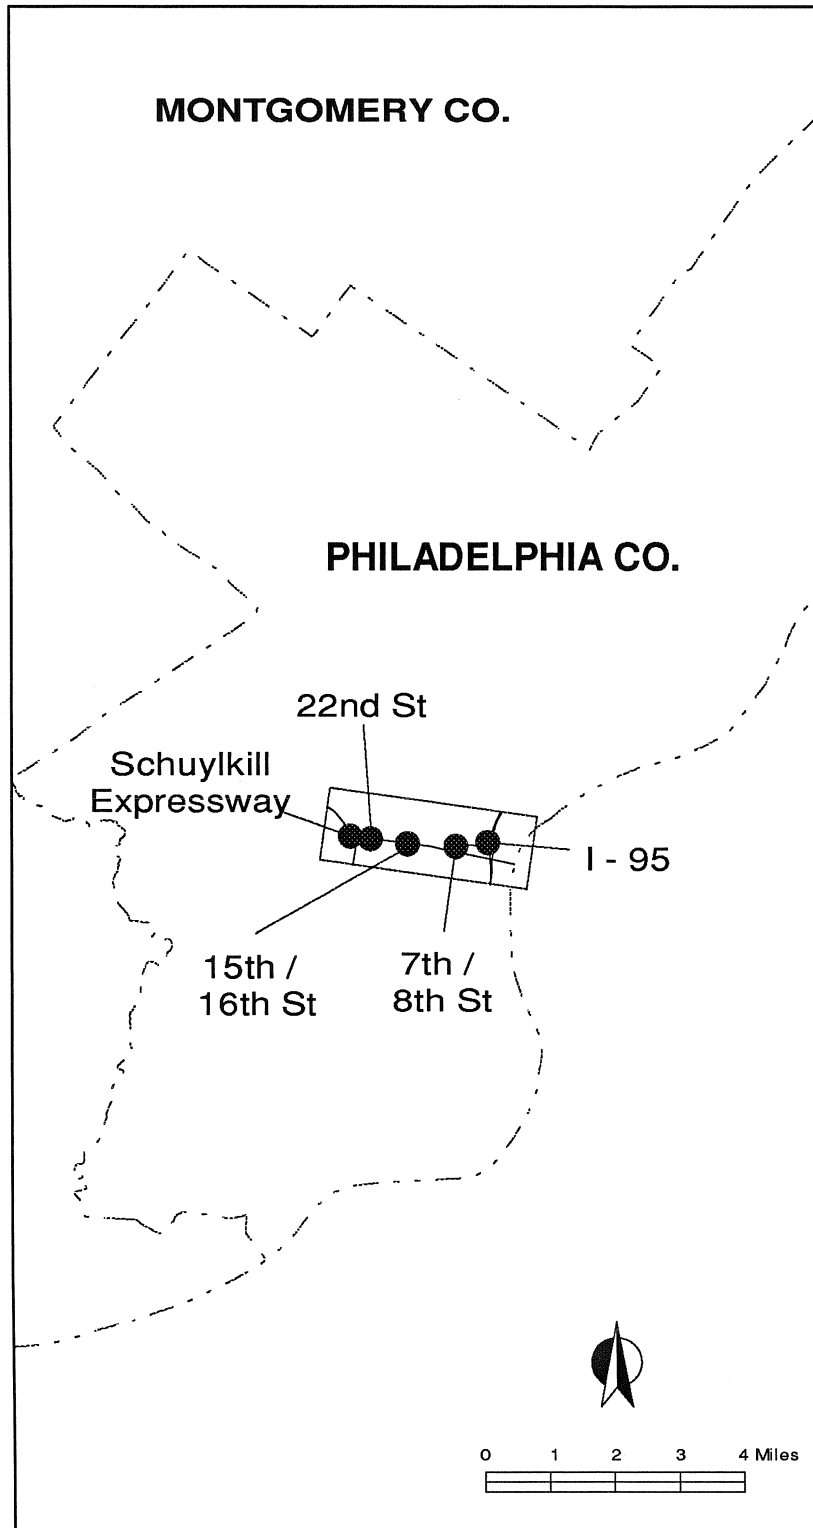 MONTGOMERY CO.
PHILADELPHIA CO.
22nd St
Schuylkill
Expressway
I - 95
15th /
16th St
7th /
8th St
0 1 2 3 4 Miles